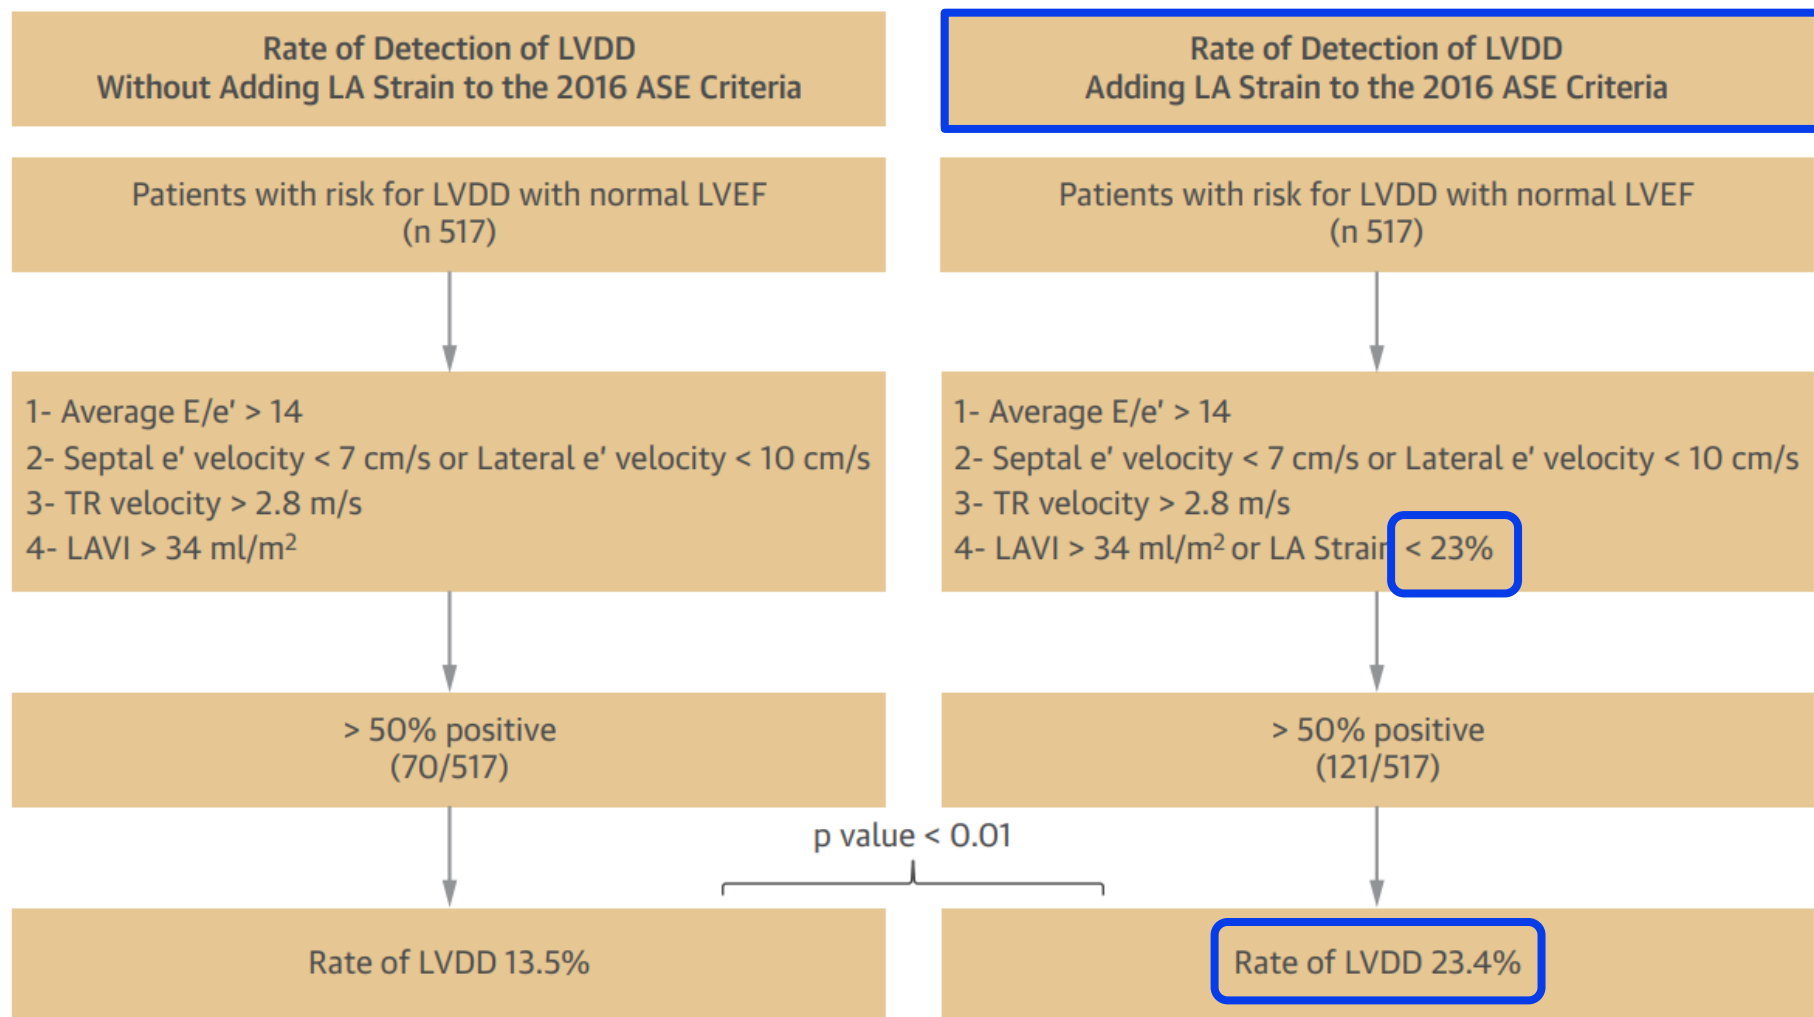 Rate of Detection of LVDD
Without Adding LA Strain to the 2016 ASE Criteria
Patients with risk for LVDD with normal LVEF
(n 517)
1- Average E/e′ > 14
2- Septal e′ velocity < 7 cm/s or Lateral e′ velocity < 10 cm/s
3- TR velocity > 2.8 m/s
4- LAVI > 34 ml/m²
> 50% positive
(70/517)
Rate of LVDD 13.5%
Rate of Detection of LVDD
Adding LA Strain to the 2016 ASE Criteria
Patients with risk for LVDD with normal LVEF
(n 517)
1- Average E/e′ > 14
2- Septal e′ velocity < 7 cm/s or Lateral e′ velocity < 10 cm/s
3- TR velocity > 2.8 m/s
4- LAVI > 34 ml/m² or LA Strain < 23%
> 50% positive
(121/517)
p value < 0.01
Rate of LVDD 23.4%